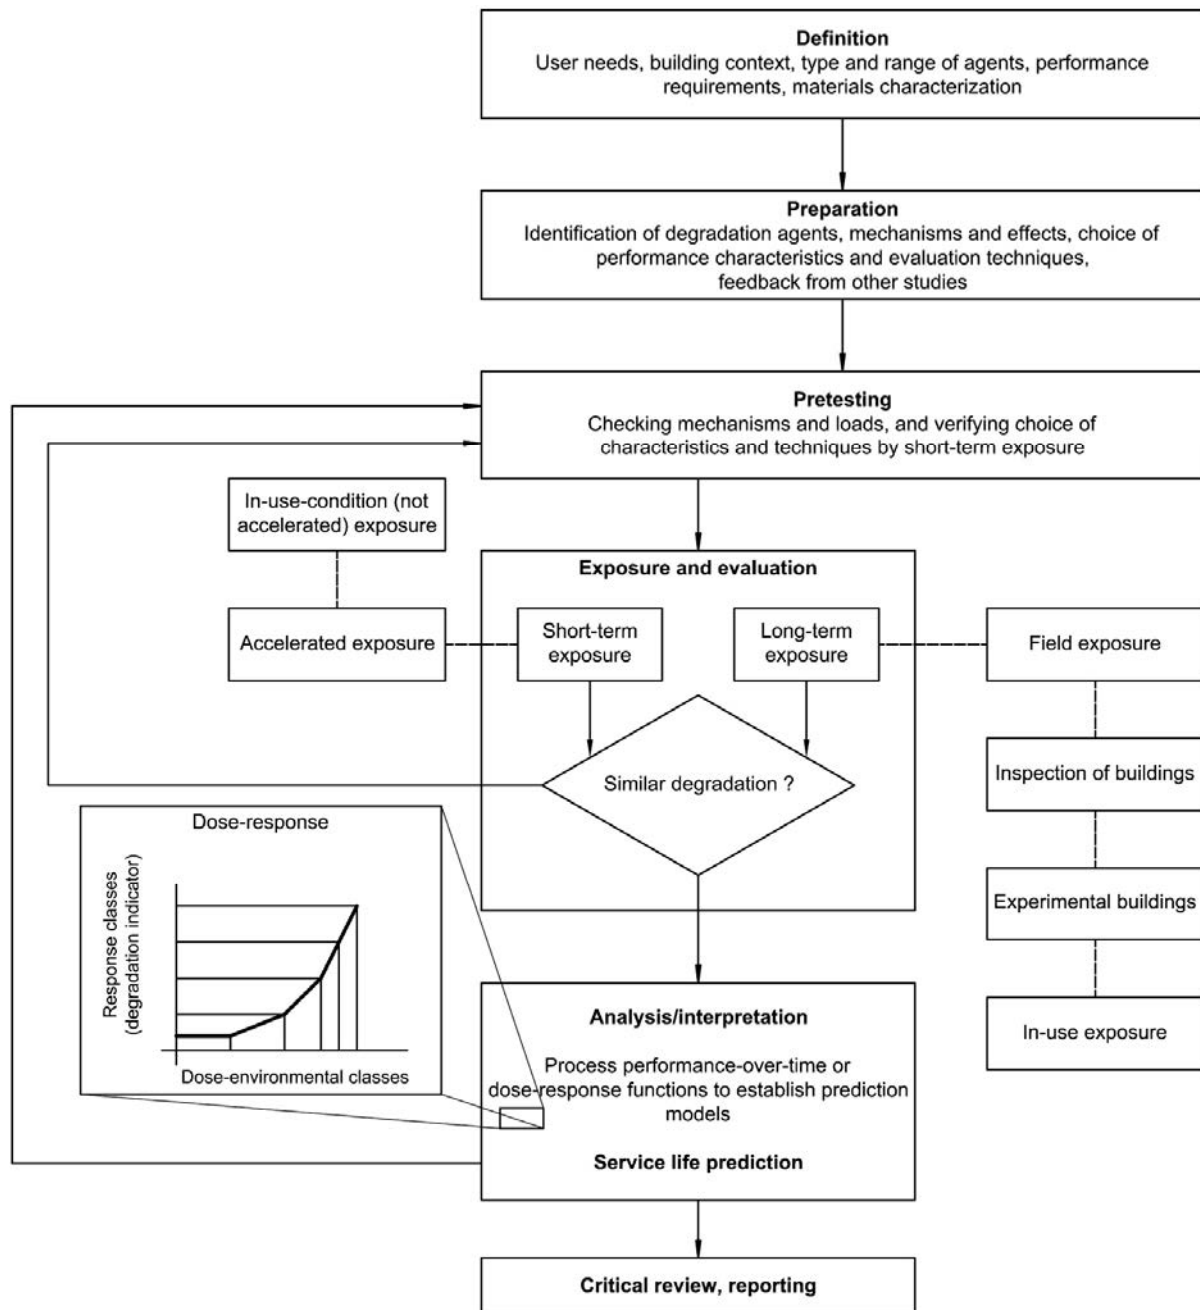 Definition
User needs, building context, type and range of agents, performance
requirements, materials characterization
Preparation
Identification of degradation agents, mechanisms and effects, choice of
performance characteristics and evaluation techniques,
feedback from other studies
Pretesting
Checking mechanisms and loads, and verifying choice of
characteristics and techniques by short-term exposure
In-use-condition (not
accelerated) exposure
Exposure and evaluation
Accelerated exposure
Short-term
exposure
Long-term
exposure
Field exposure
Similar degradation ?
Inspection of buildings
Experimental buildings
In-use exposure
Dose-response
Response classes
(degradation indicator)
Dose-environmental classes
Analysis/interpretation
Process performance-over-time or
dose-response functions to establish prediction
models
Service life prediction
Critical review, reporting